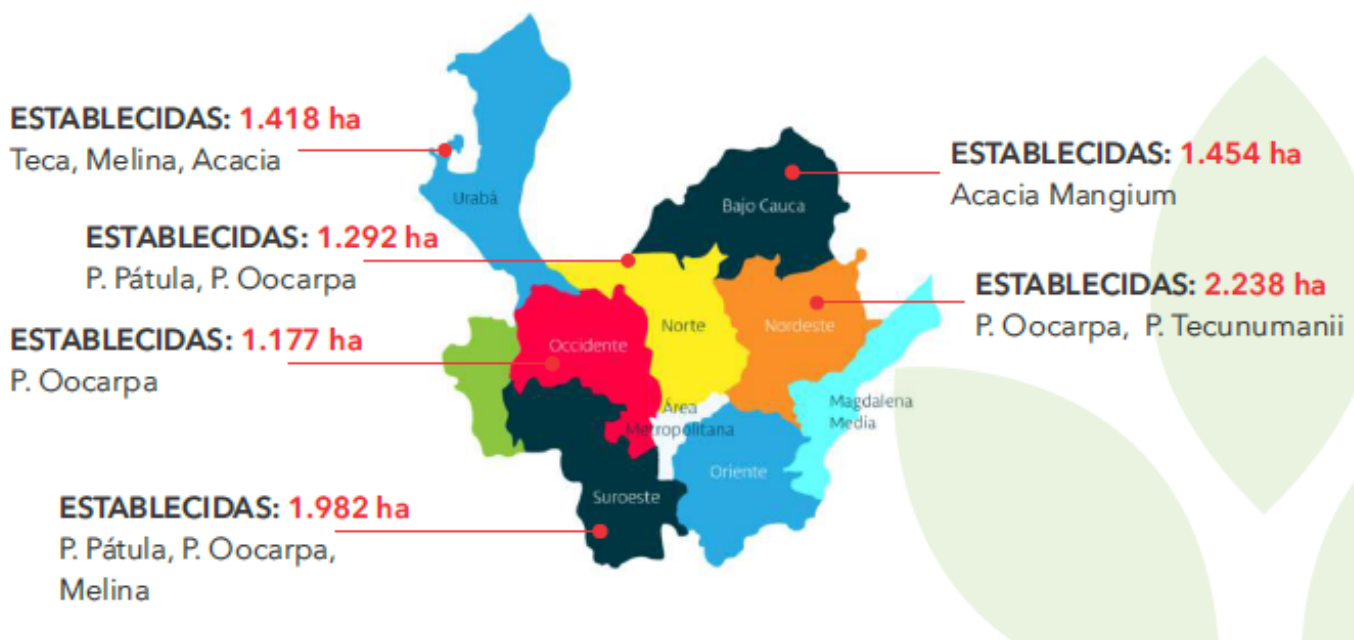 ESTABLECIDAS: 1.418 ha
Teca, Melina, Acacia
ESTABLECIDAS: 1.454 ha
Acacia Mangium
Urabá
Bajo Cauca
ESTABLECIDAS: 1.292 ha
P. Pátula, P. Oocarpa
ESTABLECIDAS: 2.238 ha
P. Oocarpa, P. Tecunumanii
Norte
Nordeste
ESTABLECIDAS: 1.177 ha
P. Oocarpa
Occidente
Magdalena
Media
Área
Metropolitana
Oriente
Suroeste
ESTABLECIDAS: 1.982 ha
P. Pátula, P. Oocarpa,
Melina